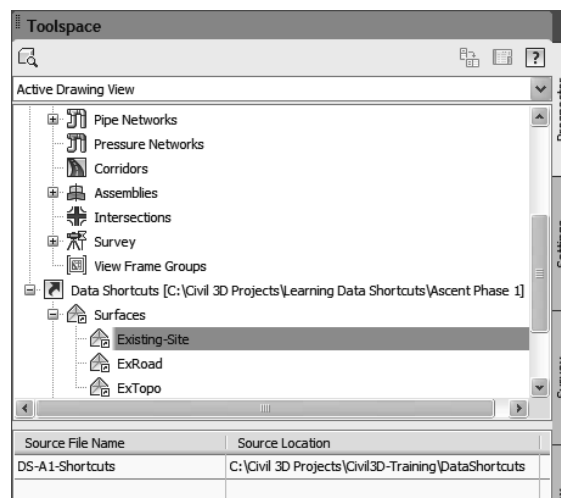 Toolspace
?
Active Drawing View
Pipe Networks
Pressure Networks
Corridors
Assemblies
Intersections
Survey
View Frame Groups
Data Shortcuts [C:\Civil 3D Projects\Learning Data Shortcuts\Ascent Phase 1]
Surfaces
Existing-Site
ExRoad
ExTopo
Source File Name Source Location
DS-A1-Shortcuts C:\Civil 3D Projects\Civil3D-Training\DataShortcuts